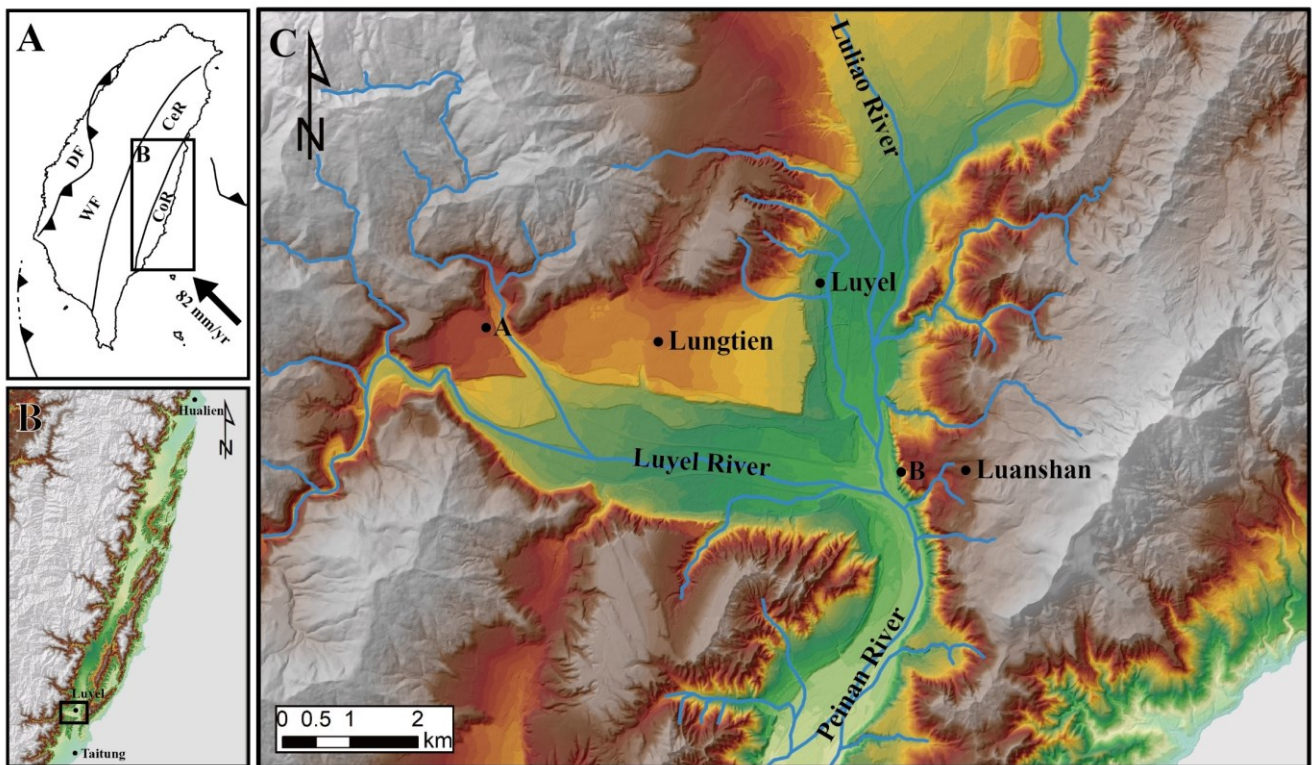 A
DF
WF
CeR
B
CoR
82 mm/yr
B
Hualien
N
Luyel
Taitung
C
N
Luliao River
Luyel
A
Lungtien
Luyel River
B
Luanshan
Peinan River
0 0.5 1 2
km